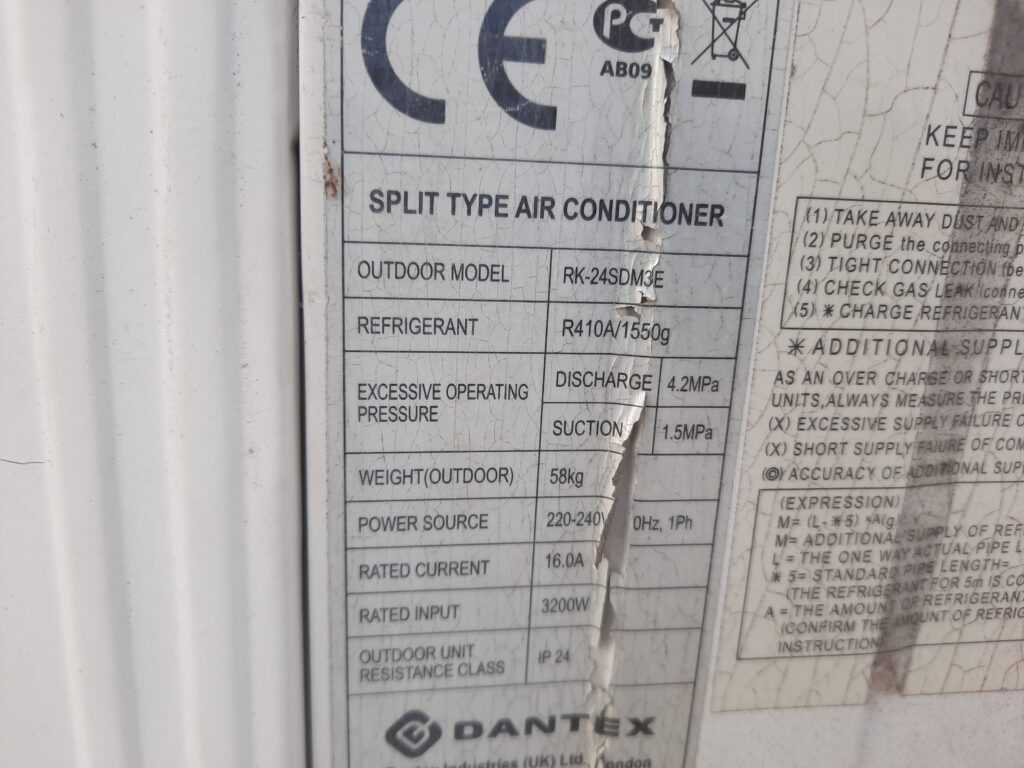 CE
PCT
AB09
SPLIT TYPE AIR CONDITIONER
OUTDOOR MODEL RK-24SDM3E
REFRIGERANT R410A/1550g
EXCESSIVE OPERATING PRESSURE DISCHARGE 4.2MPa
SUCTION 1.5MPa
WEIGHT(OUTDOOR) 58kg
POWER SOURCE 220-240V 0Hz, 1Ph
RATED CURRENT 16.0A
RATED INPUT 3200W
OUTDOOR UNIT
RESISTANCE CLASS IP 24
DANTEX
Industries (UK) Ltd. London
CAU
KEEP IM
FOR INST
(1) TAKE AWAY DUST AND
(2) PURGE the connecting p
(3) TIGHT CONNECTION (be
(4) CHECK GAS LEAK (conne
(5) * CHARGE REFRIGERAN
* ADDITIONAL SUPPL
AS AN OVER CHARGE OR SHORT
UNITS,ALWAYS MEASURE THE PR
(X) EXCESSIVE SUPPLY FAILURE C
(X) SHORT SUPPLY FAIURE OF COM
(◎) ACCURACY OF ADDITIONAL SUP
(EXPRESSION)
M= (L-*5) *A(g
M= ADDITIONAL SUPPLY OF REF
L = THE ONE WAY ACTUAL PIPE L
* 5= STANDARD PIPE LENGTH=
(THE REFRIGERANT FOR 5m IS CO
A = THE AMOUNT OF REFRIGERANT
(CONFIRM THE AMOUNT OF REFRIG
INSTRUCTION